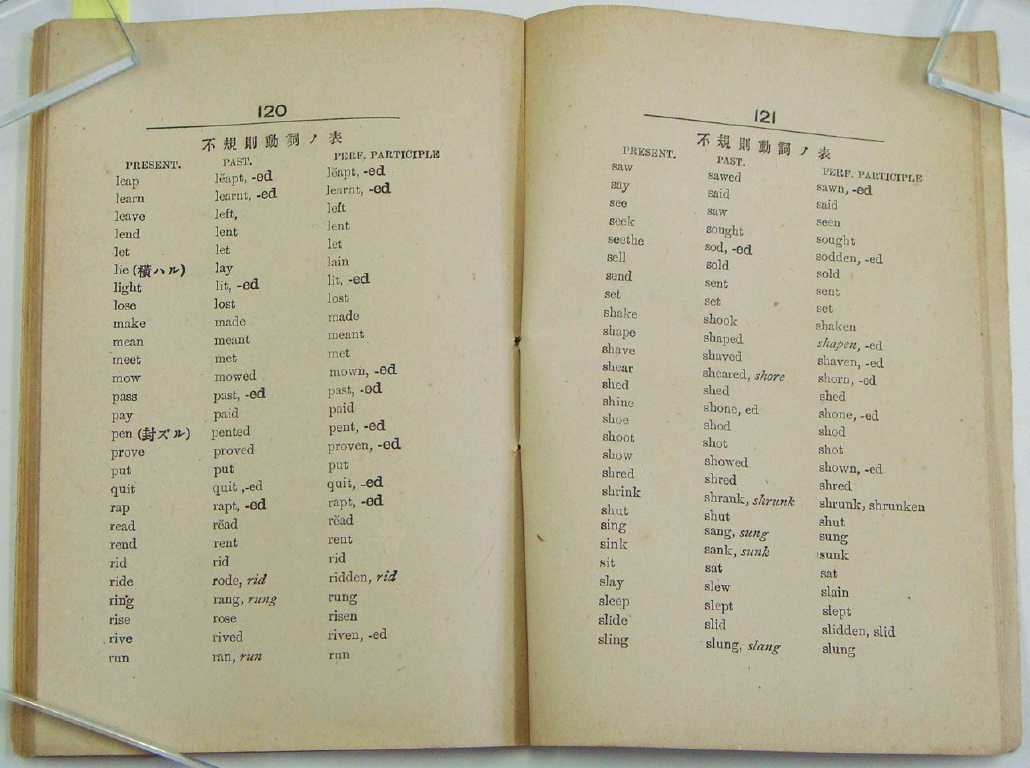 120
不規則動詞ノ表
PRESENT. PAST. PERF. PARTICIPLE
leap lĕapt, -ed lĕapt, -ed
learn learnt, -ed learnt, -ed
leave left, left
lend lent lent
let let let
lie (横ハル) lay lain
light lit, -ed lit, -ed
lose lost lost
make made made
mean meant meant
meet met met
mow mowed mown, -ed
pass past, -ed past, -ed
pay paid paid
pen (封ズル) pented pent, -ed
prove proved proven, -ed
put put put
quit quit ,-ed quit, -ed
rap rapt, -ed rapt, -ed
read rĕad rĕad
rend rent rent
rid rid rid
ride rode, rid ridden, rid
ring rang, rung rung
rise rose risen
rive rived riven, -ed
run ran, run run
121
不規則動詞ノ表
PRESENT. PAST. PERF. PARTICIPLE
saw sawed sawn, -ed
say said said
see saw seen
seek sought sought
seethe sod, -ed sodden, -ed
sell sold sold
send sent sent
set set set
shake shook shaken
shape shaped shapen, -ed
shave shaved shaven, -ed
shear sheared, shore shorn, -ed
shed shed shed
shine shone, ed shone, -ed
shoe shod shod
shoot shot shot
show showed shown, -ed
shred shred shred
shrink shrank, shrunk shrunk, shrunken
shut shut shut
sing sang, sung sung
sink sank, sunk sunk
sit sat sat
slay slew slain
sleep slept slept
slide slid slidden, slid
sling slung, slang slung